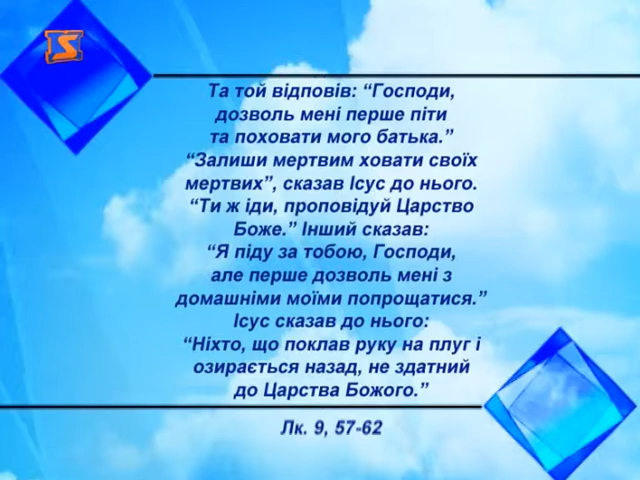 Та той відповів: “Господи,
дозволь мені перше піти
та поховати мого батька.”
“Залиши мертвим ховати своїх
мертвих”, сказав Ісус до нього.
“Ти ж іди, проповідуй Царство
Боже.” Інший сказав:
“Я піду за тобою, Господи,
але перше дозволь мені з
домашніми моїми попрощатися.”
Ісус сказав до нього:
“Ніхто, що поклав руку на плуг і
озирається назад, не здатний
до Царства Божого.”
Лк. 9, 57-62